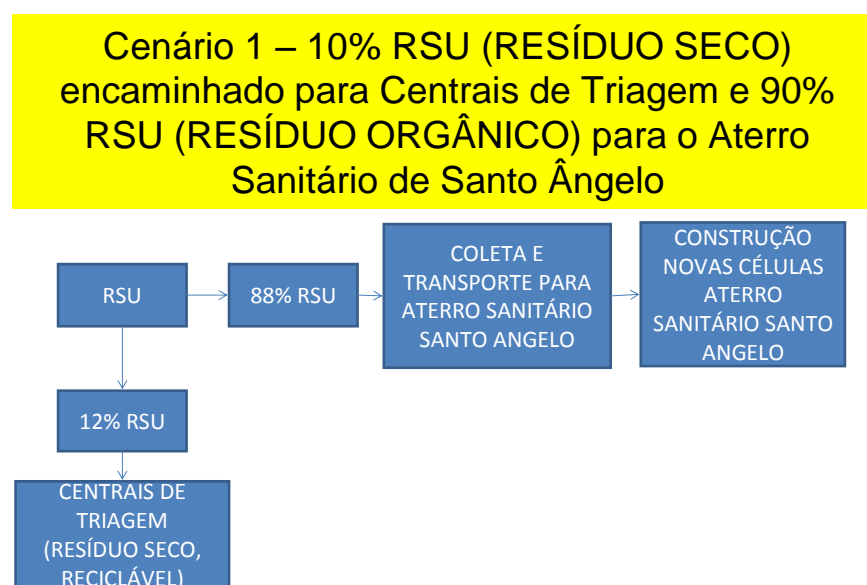 Cenário 1 – 10% RSU (RESÍDUO SECO)
encaminhado para Centrais de Triagem e 90%
RSU (RESÍDUO ORGÂNICO) para o Aterro
Sanitário de Santo Ângelo
RSU
88% RSU
COLETA E
TRANSPORTE PARA
ATERRO SANITÁRIO
SANTO ANGELO
CONSTRUÇÃO
NOVAS CÉLULAS
ATERRO
SANITÁRIO SANTO
ANGELO
12% RSU
CENTRAIS DE
TRIAGEM
(RESÍDUO SECO,
RECICLÁVEL)